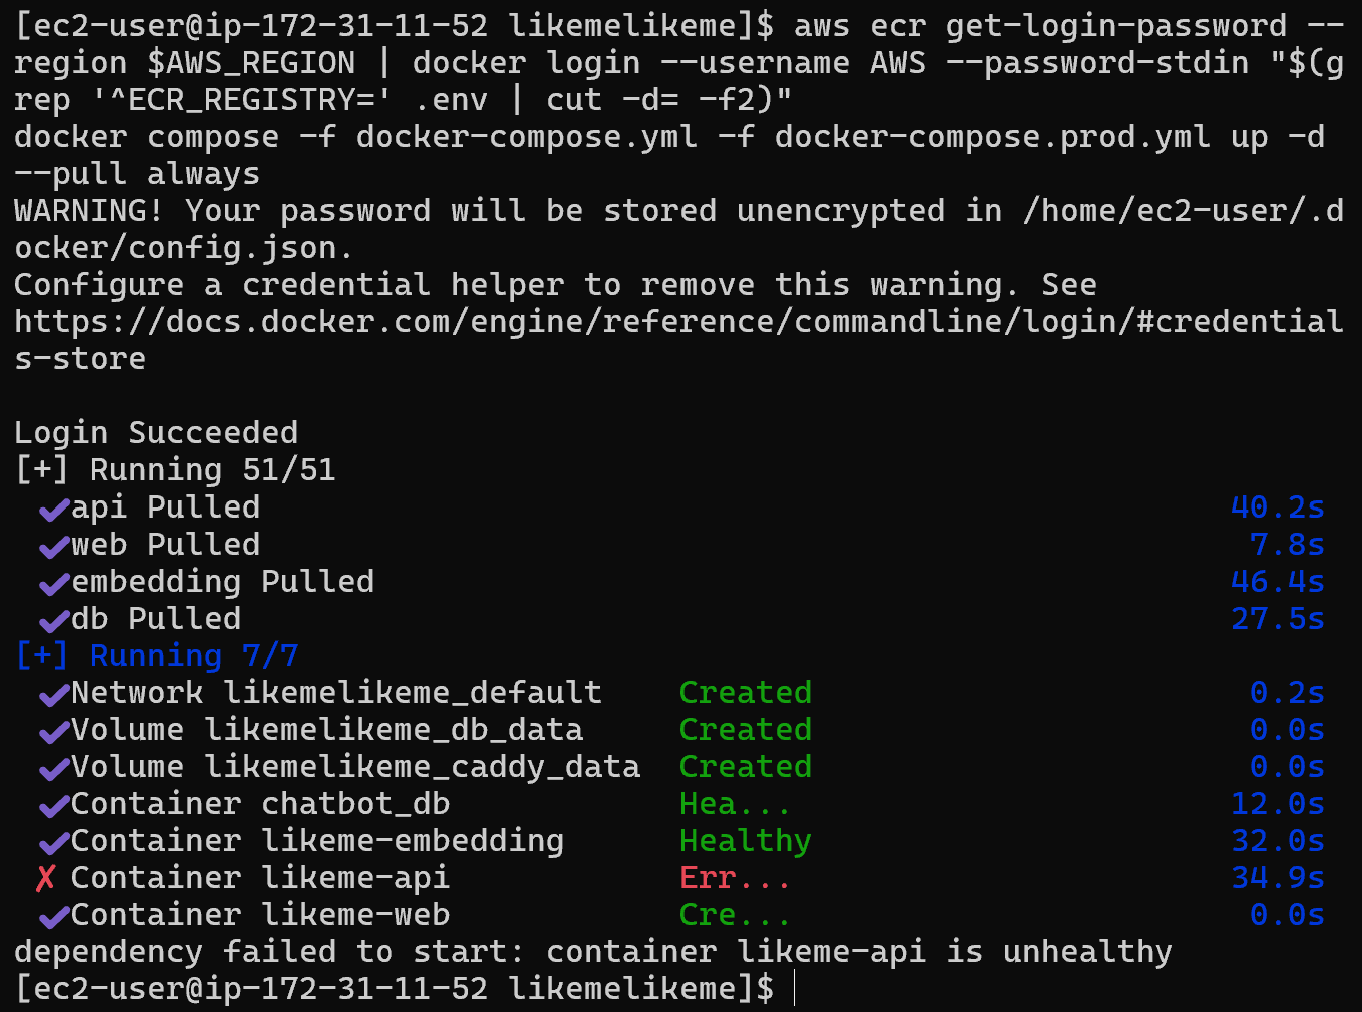 [ec2-user@ip-172-31-11-52 likemelikeme]$ aws ecr get-login-password --
region $AWS_REGION | docker login --username AWS --password-stdin "$(g
rep '^ECR_REGISTRY=' .env | cut -d= -f2)"
docker compose -f docker-compose.yml -f docker-compose.prod.yml up -d
--pull always
WARNING! Your password will be stored unencrypted in /home/ec2-user/.d
ocker/config.json.
Configure a credential helper to remove this warning. See
https://docs.docker.com/engine/reference/commandline/login/#credential
s-store
Login Succeeded
[+] Running 51/51
✔api Pulled 40.2s
✔web Pulled 7.8s
✔embedding Pulled 46.4s
✔db Pulled 27.5s
[+] Running 7/7
✔Network likemelikeme_default Created 0.2s
✔Volume likemelikeme_db_data Created 0.0s
✔Volume likemelikeme_caddy_data Created 0.0s
✔Container chatbot_db Hea... 12.0s
✔Container likeme-embedding Healthy 32.0s
✗ Container likeme-api Err... 34.9s
✔Container likeme-web Cre... 0.0s
dependency failed to start: container likeme-api is unhealthy
[ec2-user@ip-172-31-11-52 likemelikeme]$